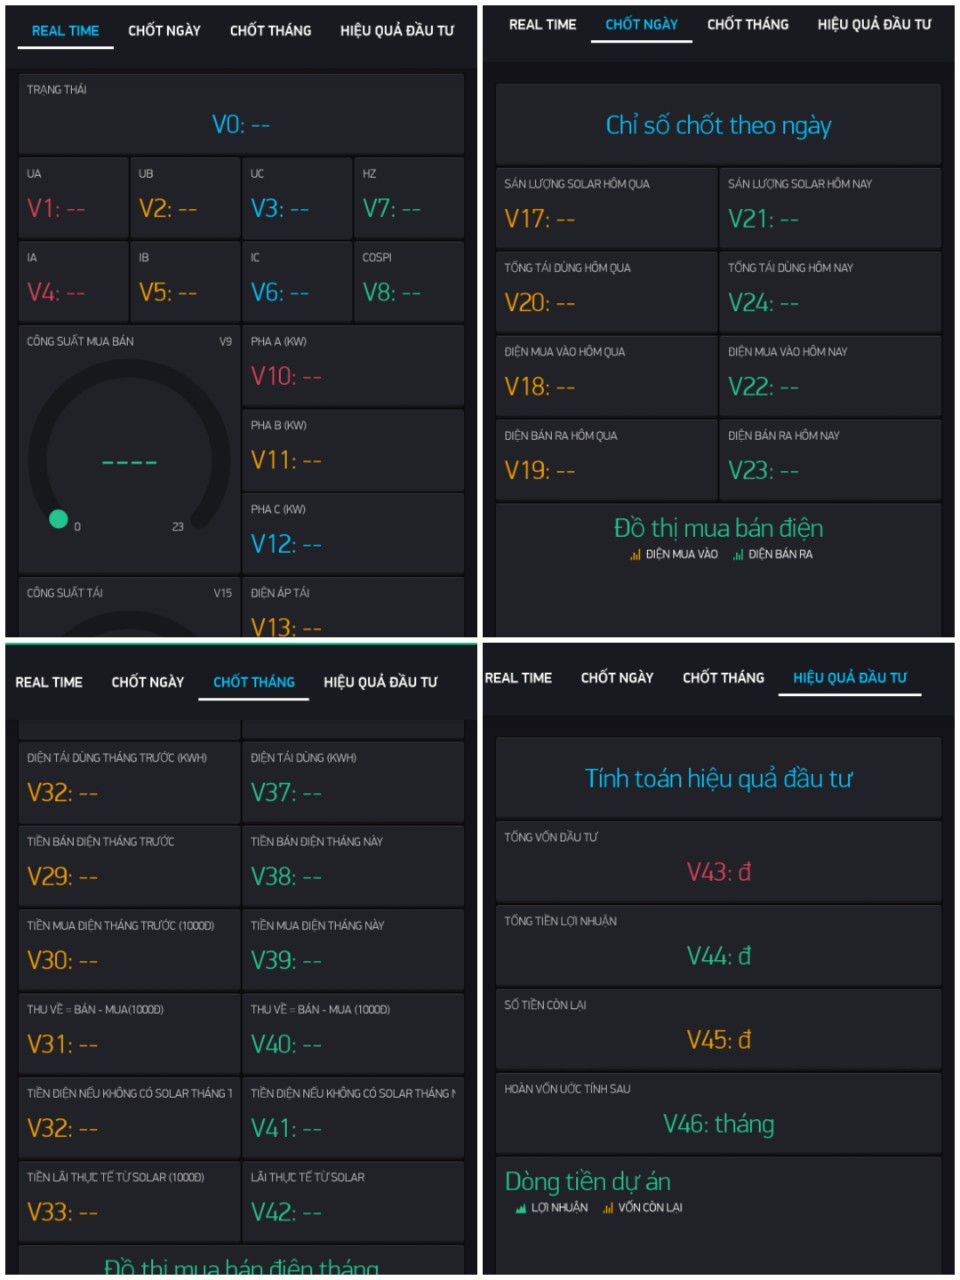 REAL TIME CHỐT NGÀY CHỐT THÁNG HIỆU QUẢ ĐẦU TƯ
TRẠNG THÁI
V0: --
UA UB UC HZ
V1: -- V2: -- V3: -- V7: --
IA IB IC COSPI
V4: -- V5: -- V6: -- V8: --
CÔNG SUẤT MUA BÁN V9
----
0 23
PHA A (KW)
V10: --
PHA B (KW)
V11: --
PHA C (KW)
V12: --
CÔNG SUẤT TẢI V15
ĐIỆN ÁP TẢI
V13: --
REAL TIME CHỐT NGÀY CHỐT THÁNG HIỆU QUẢ ĐẦU TƯ
Chỉ số chốt theo ngày
SẢN LƯỢNG SOLAR HÔM QUA SẢN LƯỢNG SOLAR HÔM NAY
V17: -- V21: --
TỔNG TẢI DÙNG HÔM QUA TỔNG TẢI DÙNG HÔM NAY
V20: -- V24: --
ĐIỆN MUA VÀO HÔM QUA ĐIỆN MUA VÀO HÔM NAY
V18: -- V22: --
ĐIỆN BÁN RA HÔM QUA ĐIỆN BÁN RA HÔM NAY
V19: -- V23: --
Đồ thị mua bán điện
ĐIỆN MUA VÀO ĐIỆN BÁN RA
REAL TIME CHỐT NGÀY CHỐT THÁNG HIỆU QUẢ ĐẦU TƯ
ĐIỆN TẢI DÙNG THÁNG TRƯỚC (KWH) ĐIỆN TẢI DÙNG (KWH)
V32: -- V37: --
TIỀN BÁN ĐIỆN THÁNG TRƯỚC TIỀN BÁN ĐIỆN THÁNG NÀY
V29: -- V38: --
TIỀN MUA ĐIỆN THÁNG TRƯỚC (1000Đ) TIỀN MUA ĐIỆN THÁNG NÀY
V30: -- V39: --
THU VỀ = BÁN - MUA(1000Đ) THU VỀ = BÁN - MUA (1000Đ)
V31: -- V40: --
TIỀN ĐIỆN NẾU KHÔNG CÓ SOLAR THÁNG T TIỀN ĐIỆN NẾU KHÔNG CÓ SOLAR THÁNG N
V32: -- V41: --
TIỀN LÃI THỰC TẾ TỪ SOLAR (1000Đ) LÃI THỰC TẾ TỪ SOLAR
V33: -- V42: --
Đồ thị mua bán điện tháng
REAL TIME CHỐT NGÀY CHỐT THÁNG HIỆU QUẢ ĐẦU TƯ
Tính toán hiệu quả đầu tư
TỔNG VỐN ĐẦU TƯ
V43: đ
TỔNG TIỀN LỢI NHUẬN
V44: đ
SỐ TIỀN CÒN LẠI
V45: đ
HOÀN VỐN ƯỚC TÍNH SAU
V46: tháng
Dòng tiền dự án
LỢI NHUẬN VỐN CÒN LẠI